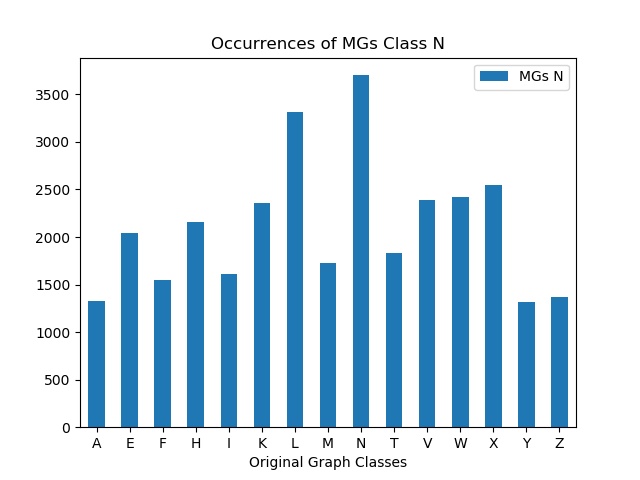 Occurrences of MGs Class N
MGs N
3500
3000
2500
2000
1500
1000
500
0
A E F H I K L M N T V W X Y Z
Original Graph Classes